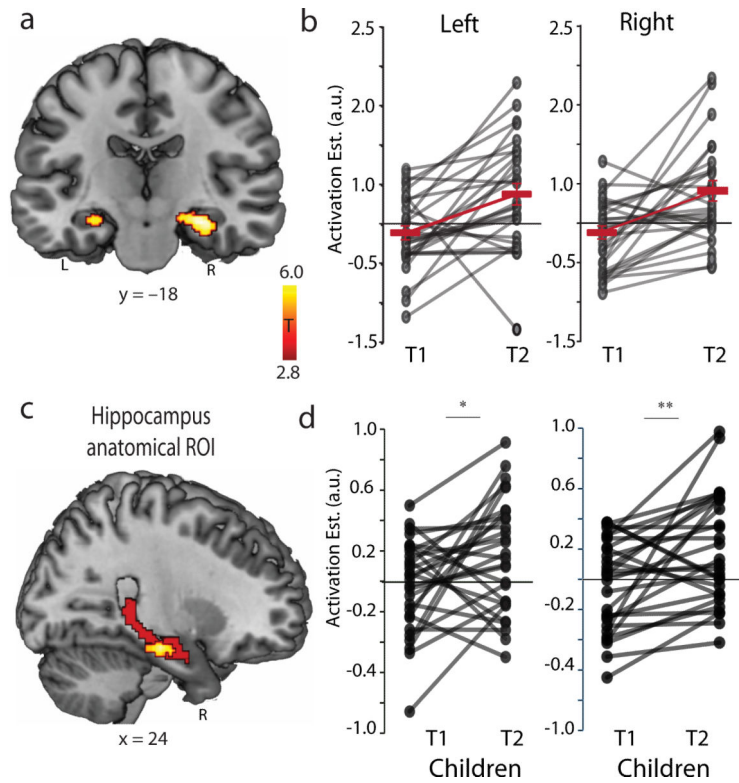 a
L
R
y = –18
6.0
T
2.8
b
Left
Right
Activation Est. (a.u.)
2.5
2.0
1.0
-0.5
-1.5
T1
T2
2.5
2.0
1.0
-0.5
-1.5
T1
T2
c
Hippocampus
anatomical ROI
R
x = 24
d
*
**
Activation Est. (a.u.)
1.0
0.6
0.2
-0.2
-0.4
-1.0
T1
T2
Children
1.0
0.6
0.2
-0.2
-0.4
-1.0
T1
T2
Children